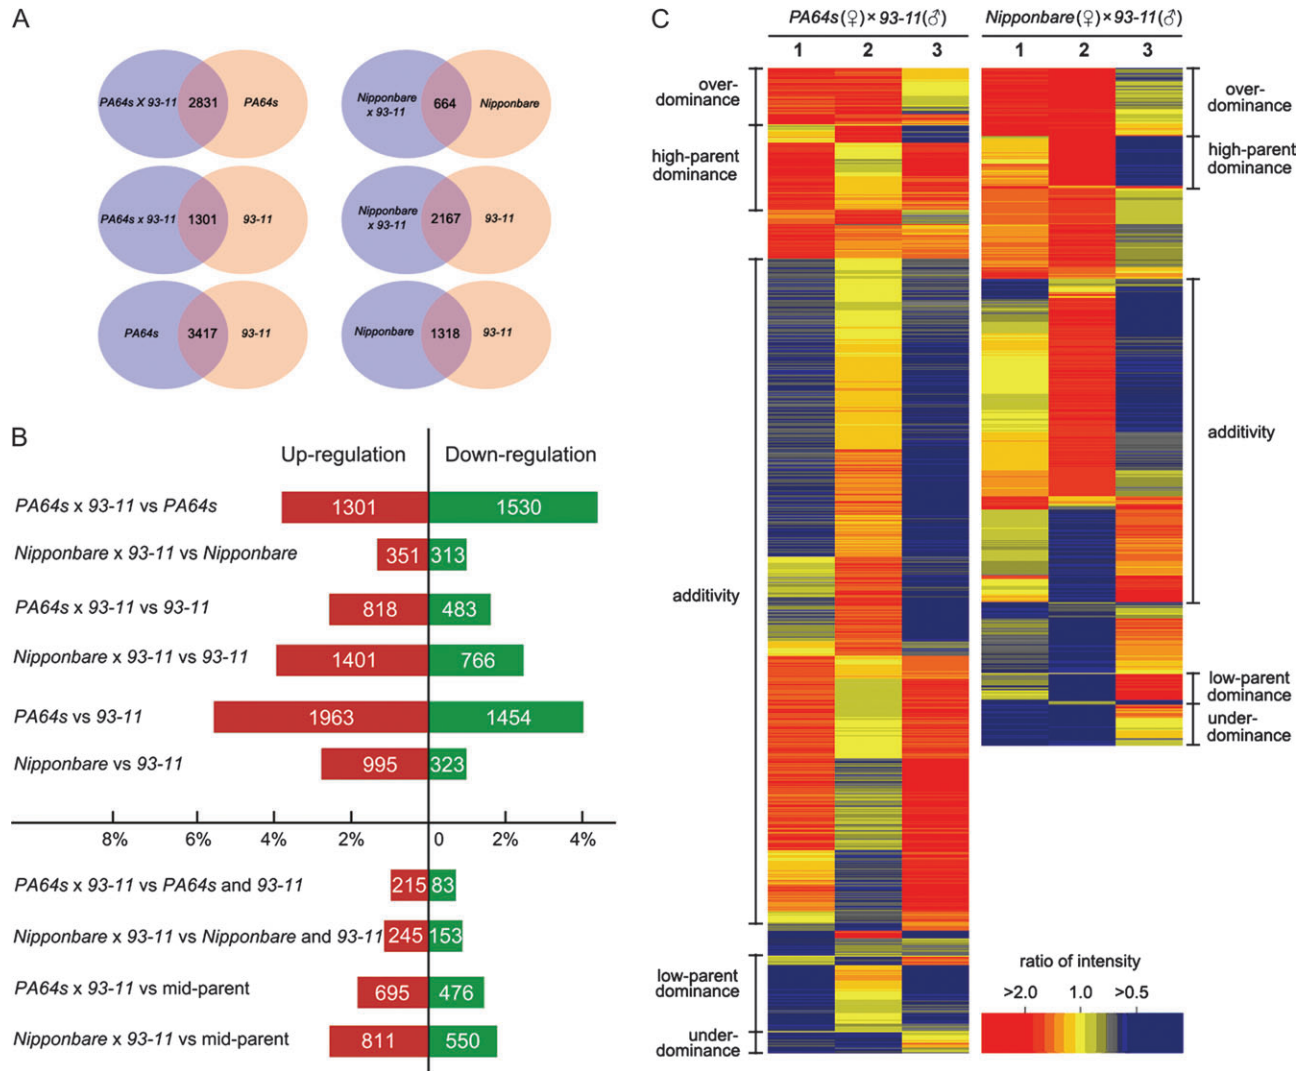 A
PA64s X 93-11 2831 PA64s
Nipponbare
x 93-11 664 Nipponbare
PA64s x 93-11 1301 93-11
Nipponbare
x 93-11 2167 93-11
PA64s 3417 93-11
Nipponbare 1318 93-11
B
Up-regulation Down-regulation
PA64s x 93-11 vs PA64s 1301 1530
Nipponbare x 93-11 vs Nipponbare 351 313
PA64s x 93-11 vs 93-11 818 483
Nipponbare x 93-11 vs 93-11 1401 766
PA64s vs 93-11 1963 1454
Nipponbare vs 93-11 995 323
8% 6% 4% 2% 0 2% 4%
PA64s x 93-11 vs PA64s and 93-11 215 83
Nipponbare x 93-11 vs Nipponbare and 93-11 245 153
PA64s x 93-11 vs mid-parent 695 476
Nipponbare x 93-11 vs mid-parent 811 550
C
PA64s(♀)×93-11(♂) Nipponbare(♀)×93-11(♂)
1 2 3 1 2 3
over-
dominance
high-parent
dominance
additivity
low-parent
dominance
under-
dominance
over-
dominance
high-parent
dominance
additivity
low-parent
dominance
under-
dominance
ratio of intensity
>2.0 1.0 >0.5